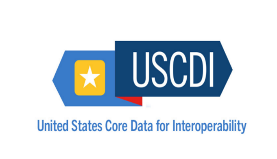 USCDI
United States Core Data for Interoperability